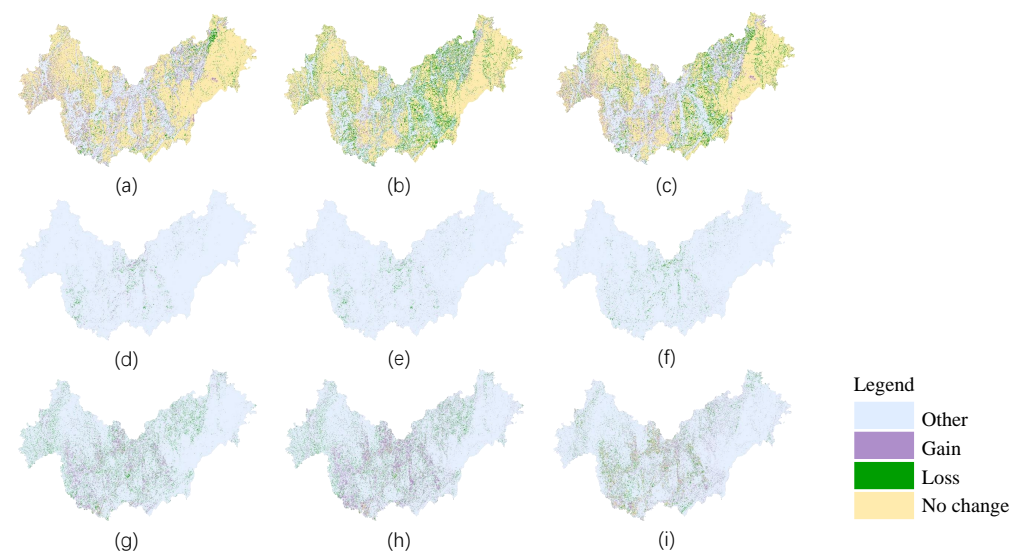 (a)
(b)
(c)
(d)
(e)
(f)
Legend
Other
Gain
Loss
No change
(g)
(h)
(i)